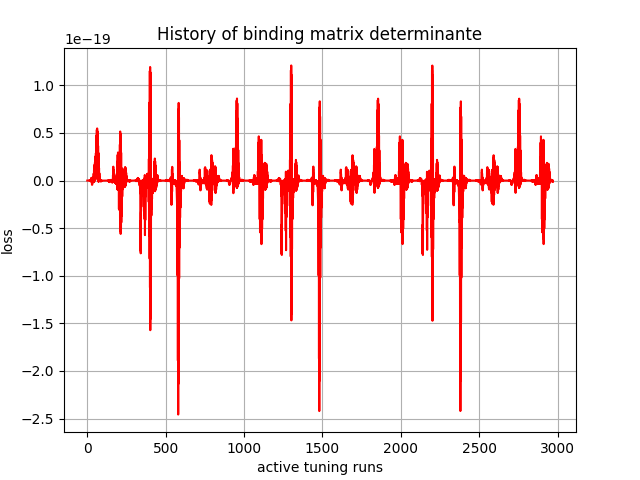 History of binding matrix determinante
1e−19
1.0
0.5
0.0
−0.5
−1.0
−1.5
−2.0
−2.5
loss
0 500 1000 1500 2000 2500 3000
active tuning runs